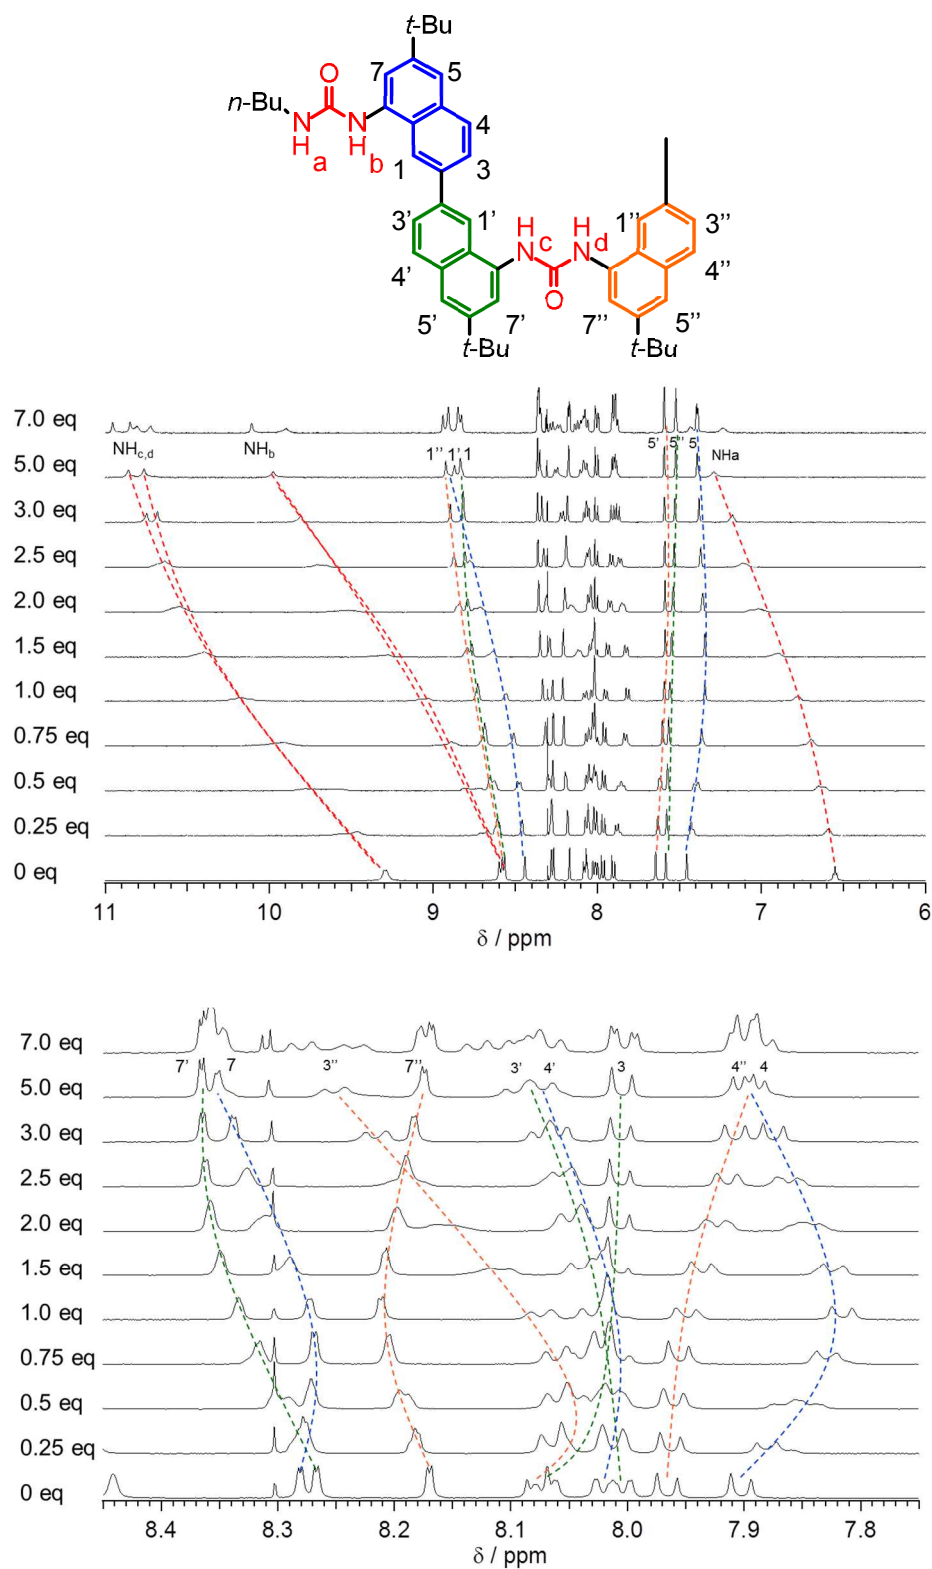 t-Bu
7 5
O
n-Bu N N 4
H H
a b 1 3
3' 1' H H 1'' 3''
N c N d
4' O 4''
5' 7' 7'' 5''
t-Bu t-Bu
7.0 eq
NHc,d NHb 1'' 1' 1 5' 5'' 5 NHa
5.0 eq
3.0 eq
2.5 eq
2.0 eq
1.5 eq
1.0 eq
0.75 eq
0.5 eq
0.25 eq
0 eq
11 10 9 8 7 6
δ / ppm
7.0 eq
7' 7 3'' 7'' 3' 4' 3 4'' 4
5.0 eq
3.0 eq
2.5 eq
2.0 eq
1.5 eq
1.0 eq
0.75 eq
0.5 eq
0.25 eq
0 eq
8.4 8.3 8.2 8.1 8.0 7.9 7.8
δ / ppm